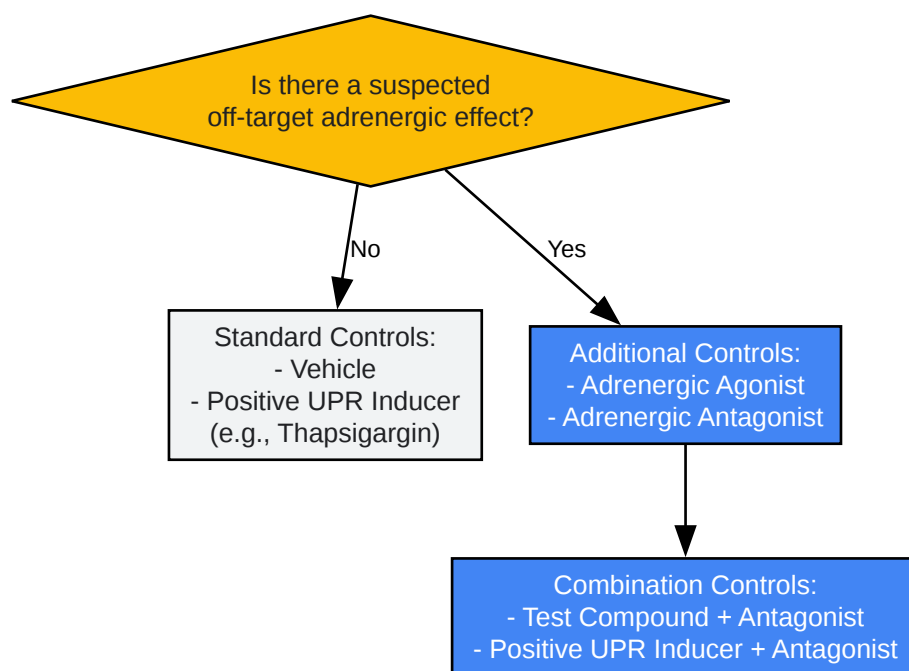 Is there a suspected
off-target adrenergic effect?
No
Yes
Standard Controls:
- Vehicle
- Positive UPR Inducer
(e.g., Thapsigargin)
Additional Controls:
- Adrenergic Agonist
- Adrenergic Antagonist
Combination Controls:
- Test Compound + Antagonist
- Positive UPR Inducer + Antagonist